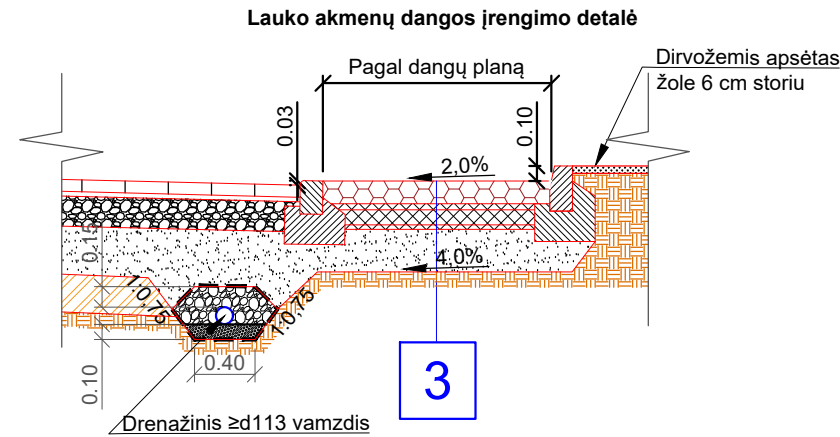 Lauko akmenų dangos įrengimo detalė
Pagal dangų planą
Dirvožemis apsėtas
žole 6 cm storiu
0.03
0.10
2,0%
0.15
4,0%
1:0,75
1:0,75
0.10
0.40
3
Drenažinis ≥d113 vamzdis